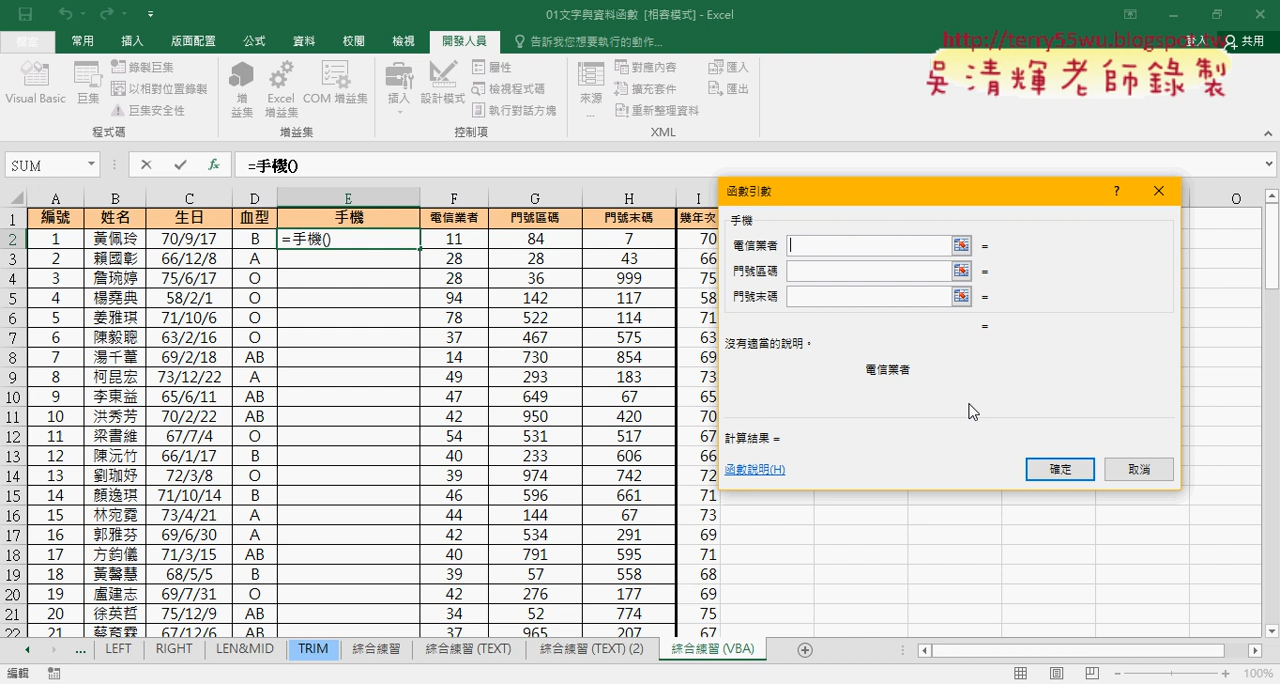 01文字與資料函數 [相容模式] - Excel
檔案 常用 插入 版面配置 公式 資料 校閱 檢視 開發人員 告訴我您想要執行的動作... 登入 共用
http://terry55wu.blogspot.tw
吳清輝老師錄製
Visual Basic 巨集 錄製巨集 以相對位置錄製 巨集安全性 程式碼
增益集 Excel 增益集 COM 增益集 增益集
插入 設計模式 屬性 檢視程式碼 執行對話方塊 控制項
來源... 對應內容 擴充套件 重新整理資料 匯入 匯出 XML
SUM fx =手機()
A B C D E F G H I O
1 編號 姓名 生日 血型 手機 電信業者 門號區碼 門號末碼 幾年次
2 1 黃佩玲 70/9/17 B =手機() 11 84 7 70
3 2 賴國彰 66/12/8 A 28 28 43 66
4 3 詹琬婷 75/6/17 O 28 36 999 75
5 4 楊堯典 58/2/1 O 94 142 117 58
6 5 姜雅琪 71/10/6 O 78 522 114 71
7 6 陳毅聰 63/2/16 O 37 467 575 63
8 7 湯千葦 69/2/18 AB 14 730 854 69
9 8 柯昆宏 73/12/22 A 49 293 183 73
10 9 李東益 65/6/11 AB 47 649 67 65
11 10 洪秀芳 70/2/22 AB 42 950 420 70
12 11 梁書維 67/7/4 O 54 531 517 67
13 12 陳沅竹 66/1/17 B 40 233 606 66
14 13 劉珈妤 72/3/8 O 39 974 742 72
15 14 顏逸琪 71/10/14 B 46 596 661 71
16 15 林宛霓 73/4/21 A 44 144 67 73
17 16 郭雅芬 69/6/30 A 42 534 291 69
18 17 方鈞儀 71/3/15 AB 40 791 595 71
19 18 黃馨慧 68/5/5 B 39 57 558 68
20 19 盧建志 69/7/31 O 42 276 177 69
21 20 徐英哲 75/12/9 AB 34 52 774 75
22 21 蔡育霖 67/12/6 AB 37 965 207 67
函數引數 ?
手機
電信業者 =
門號區碼 =
門號末碼 =
=
沒有適當的說明。
電信業者
計算結果 =
函數說明(H) 確定 取消
... LEFT RIGHT LEN&MID TRIM 綜合練習 綜合練習 (TEXT) 綜合練習 (TEXT) (2) 綜合練習 (VBA)
編輯 100%